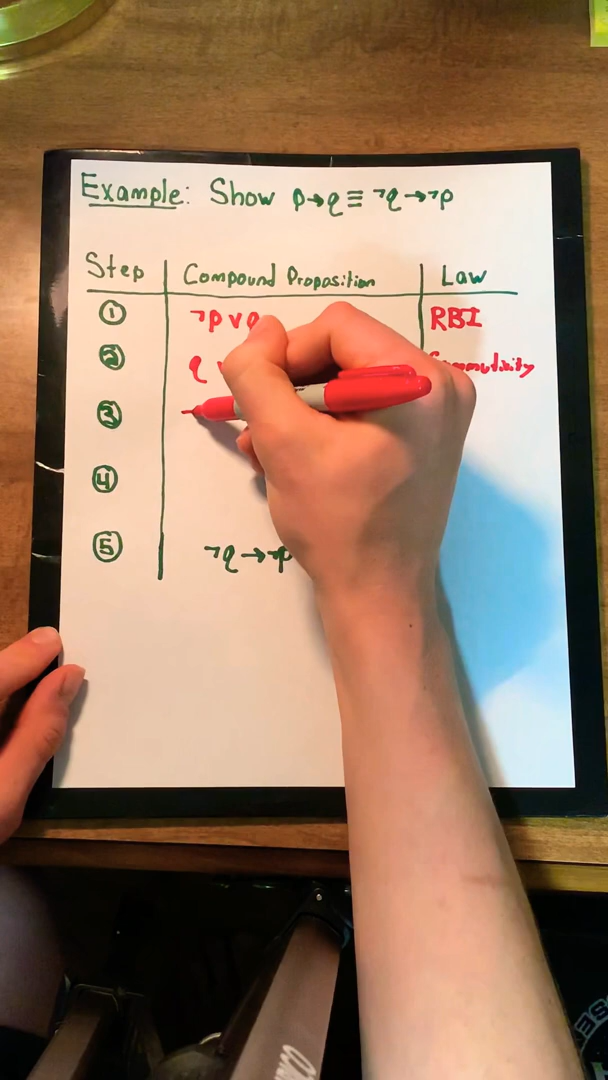 Example: Show p→q ≡ ¬q→¬p
Step Compound Proposition Law
① ¬p v q RBI
② q
③
④
⑤ ¬q→¬p